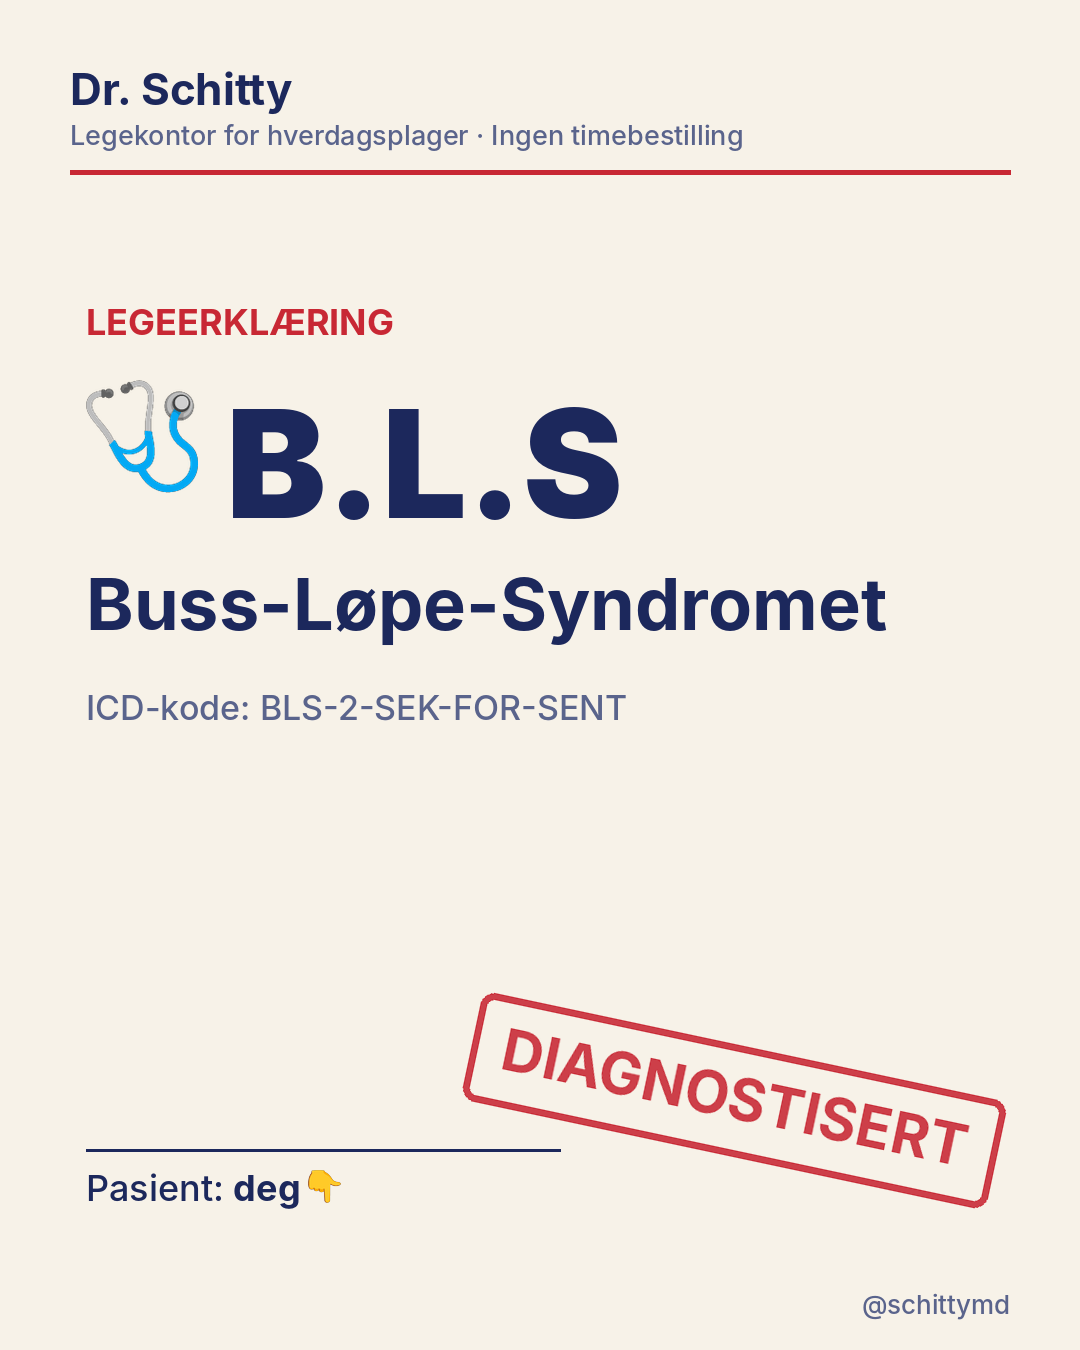 Dr. Schitty
Legekontor for hverdagsplager · Ingen timebestilling
LEGEERKLÆRING
B.L.S
Buss-Løpe-Syndromet
ICD-kode: BLS-2-SEK-FOR-SENT
DIAGNOSTISERT
Pasient: deg👇
@schittymd